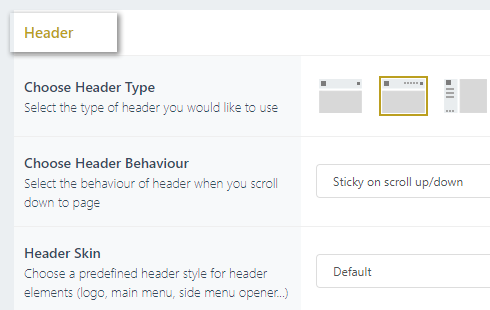 Header
Choose Header Type
Select the type of header you would like to use
Choose Header Behaviour
Select the behaviour of header when you scroll
down to page
Sticky on scroll up/down
Header Skin
Choose a predefined header style for header
elements (logo, main menu, side menu opener...)
Default